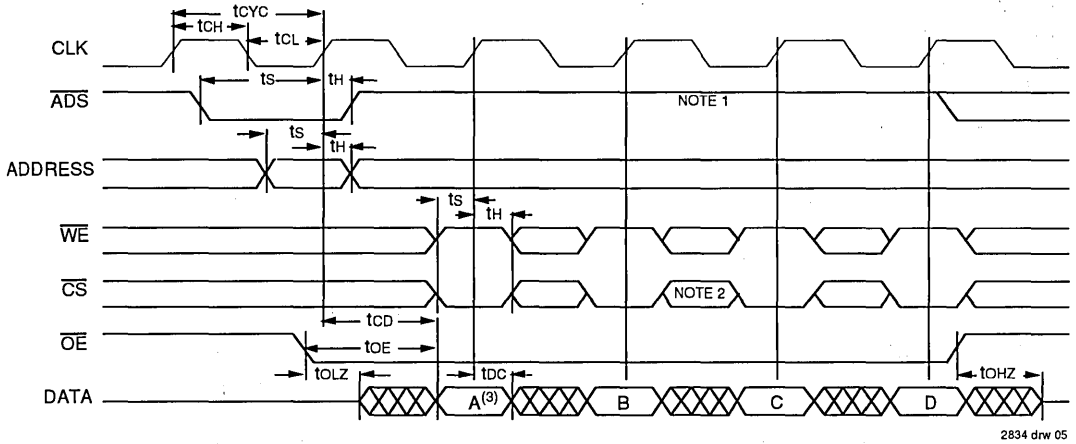 tCYC
tCH
tCL
CLK
tS
tH
ADS
NOTE 1
tS
tH
ADDRESS
tS
tH
WE
CS
NOTE 2
tCD
OE
tOE
tOLZ
tDC
tOHZ
DATA
A(3)
B
C
D
2834 drw 05